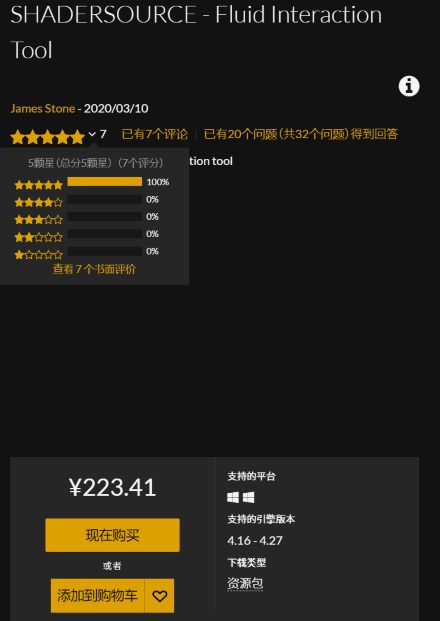 SHADERSOURCE - Fluid Interaction
Tool
James Stone - 2020/03/10
7 已有7个评论 | 已有20个问题 (共32个问题) 得到回答
5颗星 (总分5颗星) (7个评分)
tion tool
100%
0%
0%
0%
0%
查看 7 个书面评价
¥223.41
现在购买
或者
添加到购物车
支持的平台
支持的引擎版本
4.16 - 4.27
下载类型
资源包